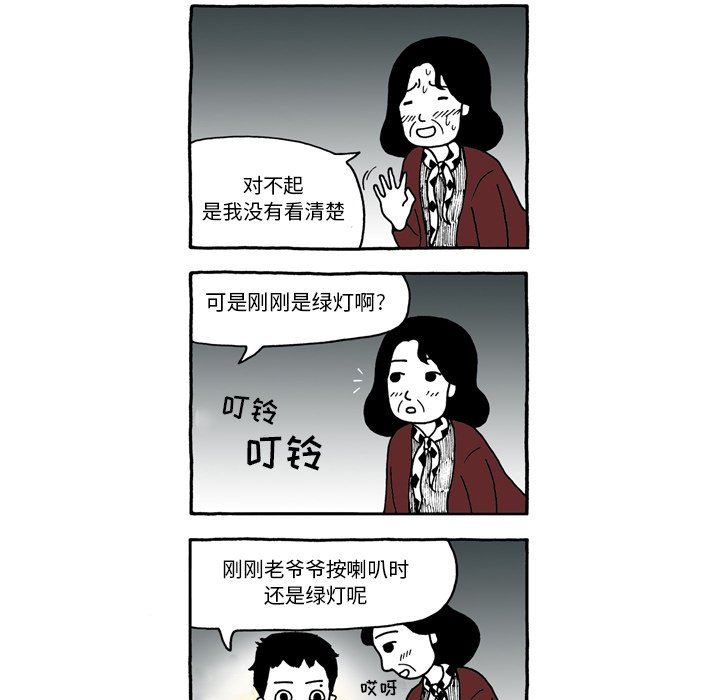 对不起
是我没有看清楚
可是刚刚是绿灯啊？
叮铃
叮铃
刚刚老爷爷按喇叭时
还是绿灯呢
哎呀